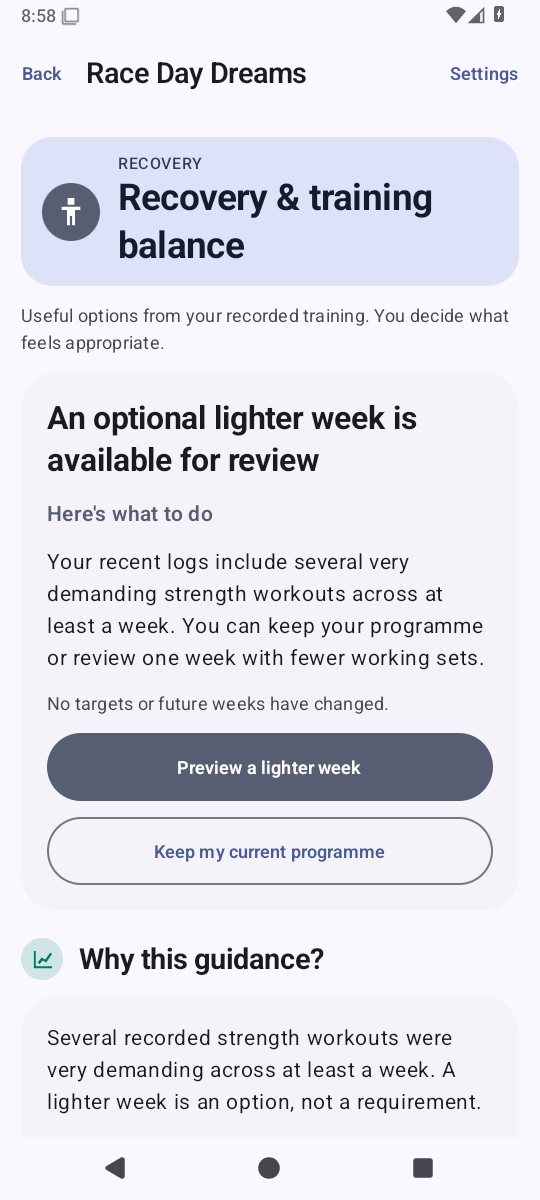 8:58
Back
Race Day Dreams
Settings
RECOVERY
Recovery & training
balance
Useful options from your recorded training. You decide what
feels appropriate.
An optional lighter week is
available for review
Here's what to do
Your recent logs include several very
demanding strength workouts across at
least a week. You can keep your programme
or review one week with fewer working sets.
No targets or future weeks have changed.
Preview a lighter week
Keep my current programme
Why this guidance?
Several recorded strength workouts were
very demanding across at least a week. A
lighter week is an option, not a requirement.